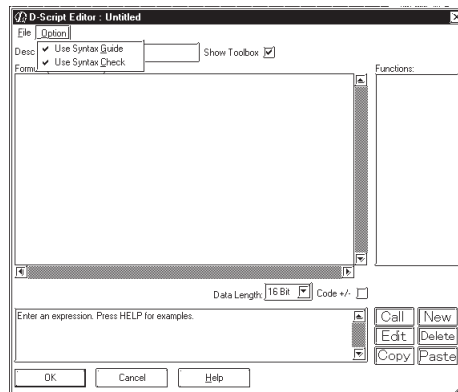 D-Script Editor : Untitled
File Option
Desc
Use Syntax Guide
Show Toolbox
Use Syntax Check
Formu
Functions:
Data Length: 16 Bit Code +/-
Enter an expression. Press HELP for examples.
Call New
Edit Delete
Copy Paste
OK Cancel Help